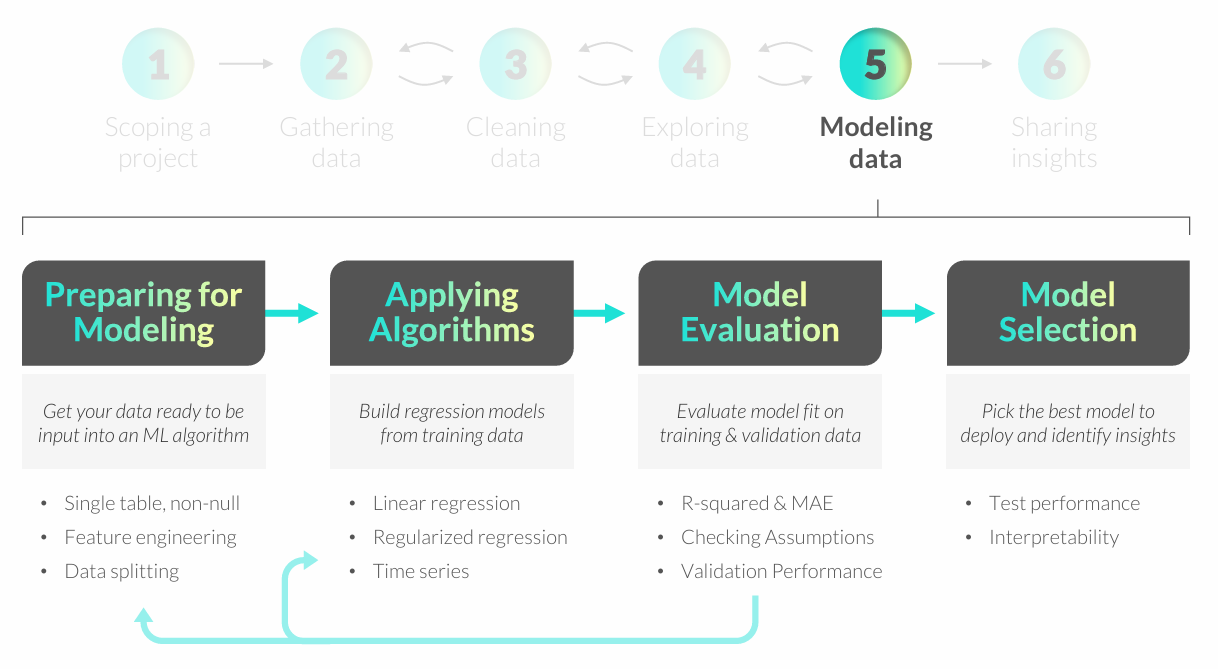 1
2
3
4
5
6
Scoping a
project
Gathering
data
Cleaning
data
Exploring
data
Modeling
data
Sharing
insights
Preparing for
Modeling
Get your data ready to be
input into an ML algorithm
• Single table, non-null
• Feature engineering
• Data splitting
Applying
Algorithms
Build regression models
from training data
• Linear regression
• Regularized regression
• Time series
Model
Evaluation
Evaluate model fit on
training & validation data
• R-squared & MAE
• Checking Assumptions
• Validation Performance
Model
Selection
Pick the best model to
deploy and identify insights
• Test performance
• Interpretability